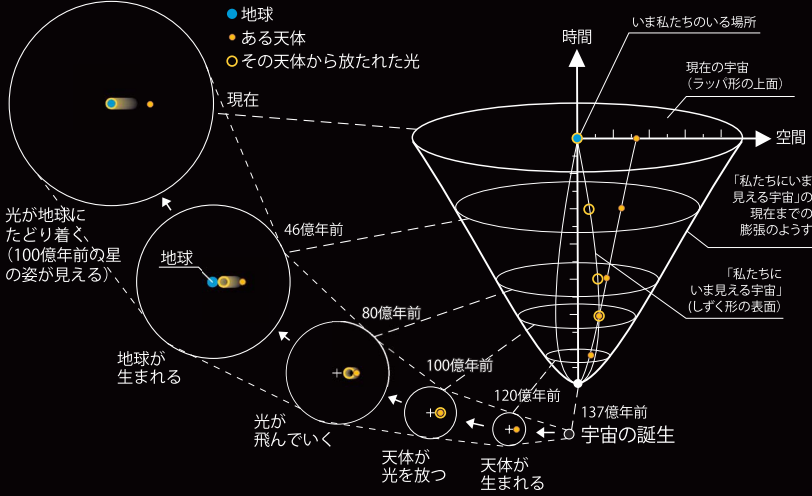 地球
ある天体
その天体から放たれた光
現在
光が地球に
たどり着く
(100億年前の星
の姿が見える)
46億年前
地球
地球が
生まれる
80億年前
光が
飛んでいく
100億年前
天体が
光を放つ
120億年前
天体が
生まれる
137億年前
宇宙の誕生
時間
いま私たちのいる場所
現在の宇宙
(ラッパ形の上面)
空間
「私たちにいま
見える宇宙」の
現在までの
膨張のようす
「私たちに
いま見える宇宙」
(しずく形の表面)